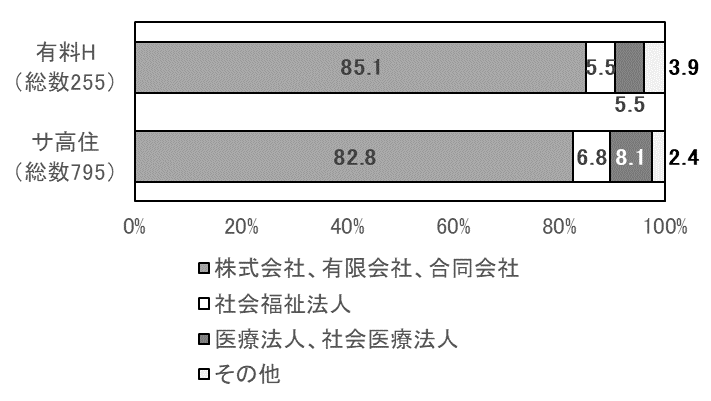 有料H
（総数255）
85.1
5.5
5.5
3.9
サ高住
（総数795）
82.8
6.8
8.1
2.4
0%
20%
40%
60%
80%
100%
株式会社、有限会社、合同会社
社会福祉法人
医療法人、社会医療法人
その他